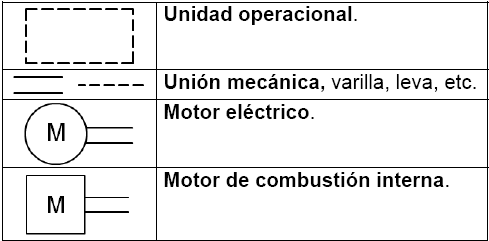 Unidad operacional.
Unión mecánica, varilla, leva, etc.
M
Motor eléctrico.
M
Motor de combustión interna.